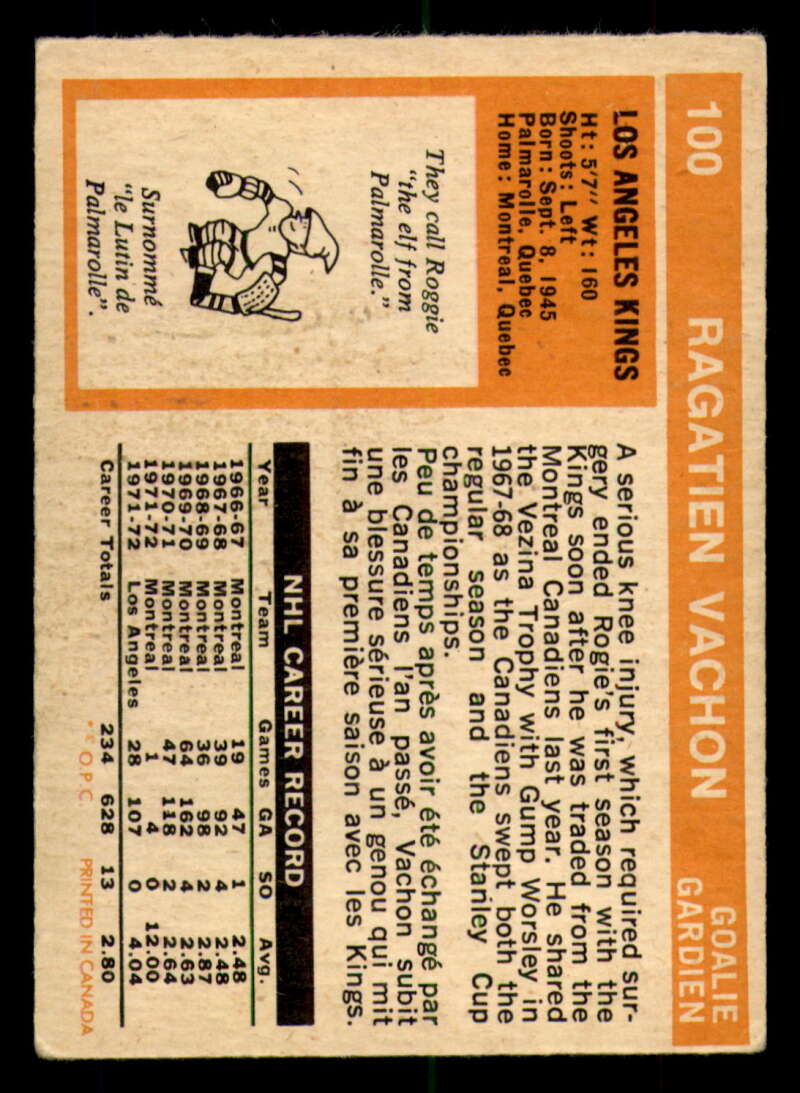 100 RAGATIEN VACHON GOALIE
GARDIEN
LOS ANGELES KINGS
Ht: 5'7" Wt: 160
Shoots: Left
Born: Sept. 8, 1945
Palmarolle, Quebec
Home: Montreal, Quebec
They call Roggie
"the elf from
Palmarolle."
Surnommé
"le Lutin de
Palmarolle".
A serious knee injury, which required sur-
gery ended Rogie's first season with the
Kings soon after he was traded from the
Montreal Canadiens last year. He shared
the Vezina Trophy with Gump Worsley in
1967-68 as the Canadiens swept both the
regular season and the Stanley Cup
championships.
Peu de temps après avoir été échangé par
les Canadiens l'an passé, Vachon subit
une blessure sérieuse à un genou qui mit
fin à sa première saison avec les Kings.
NHL CAREER RECORD
Year Team Games GA SO Avg.
1966-67 Montreal 19 47 1 2.48
1967-68 Montreal 39 92 4 2.48
1968-69 Montreal 36 98 2 2.87
1969-70 Montreal 64 162 4 2.63
1970-71 Montreal 47 118 2 2.64
1971-72 Montreal 1 4 0 12.00
1971-72 Los Angeles 28 107 0 4.04
Career Totals 234 628 13 2.80
O.P.C. PRINTED IN CANADA